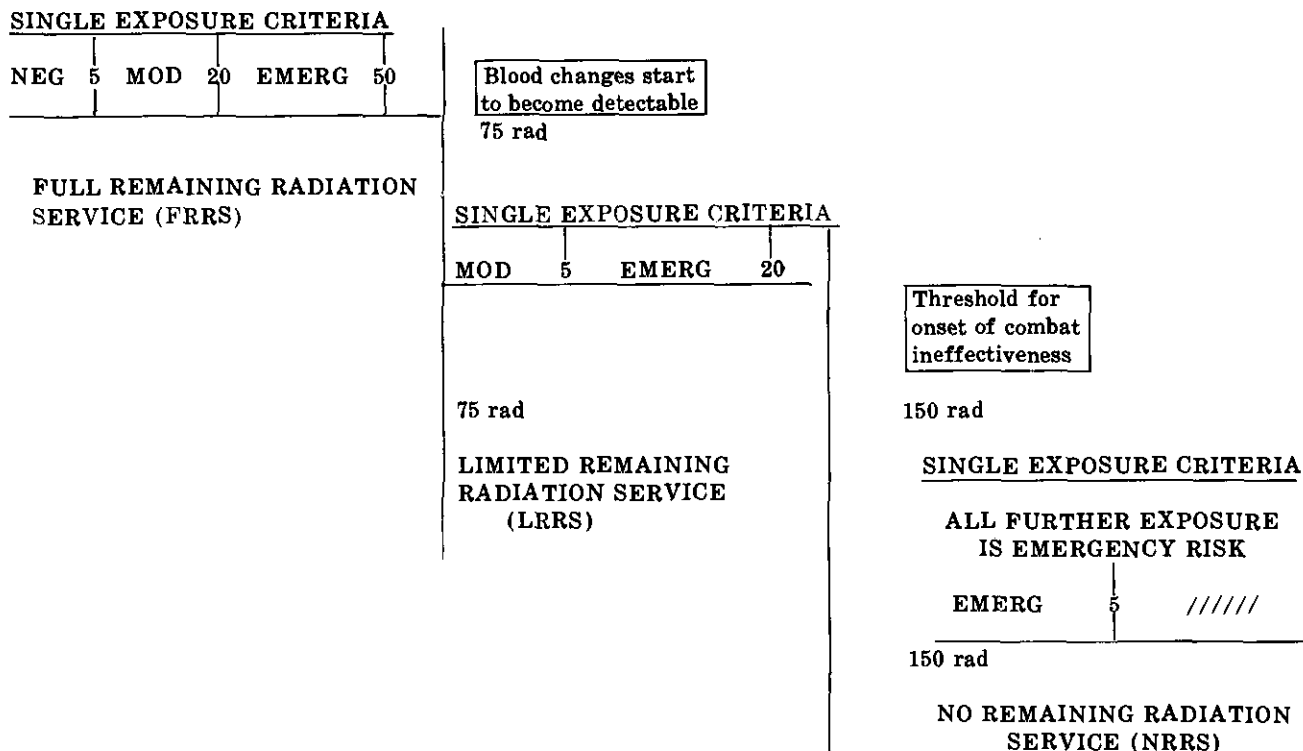 SINGLE EXPOSURE CRITERIA
NEG 5 MOD 20 EMERG 50
Blood changes start
to become detectable
75 rad
FULL REMAINING RADIATION
SERVICE (FRRS)
SINGLE EXPOSURE CRITERIA
MOD 5 EMERG 20
Threshold for
onset of combat
ineffectiveness
75 rad
150 rad
LIMITED REMAINING
RADIATION SERVICE
(LRRS)
SINGLE EXPOSURE CRITERIA
ALL FURTHER EXPOSURE
IS EMERGENCY RISK
EMERG 5 //////
150 rad
NO REMAINING RADIATION
SERVICE (NRRS)